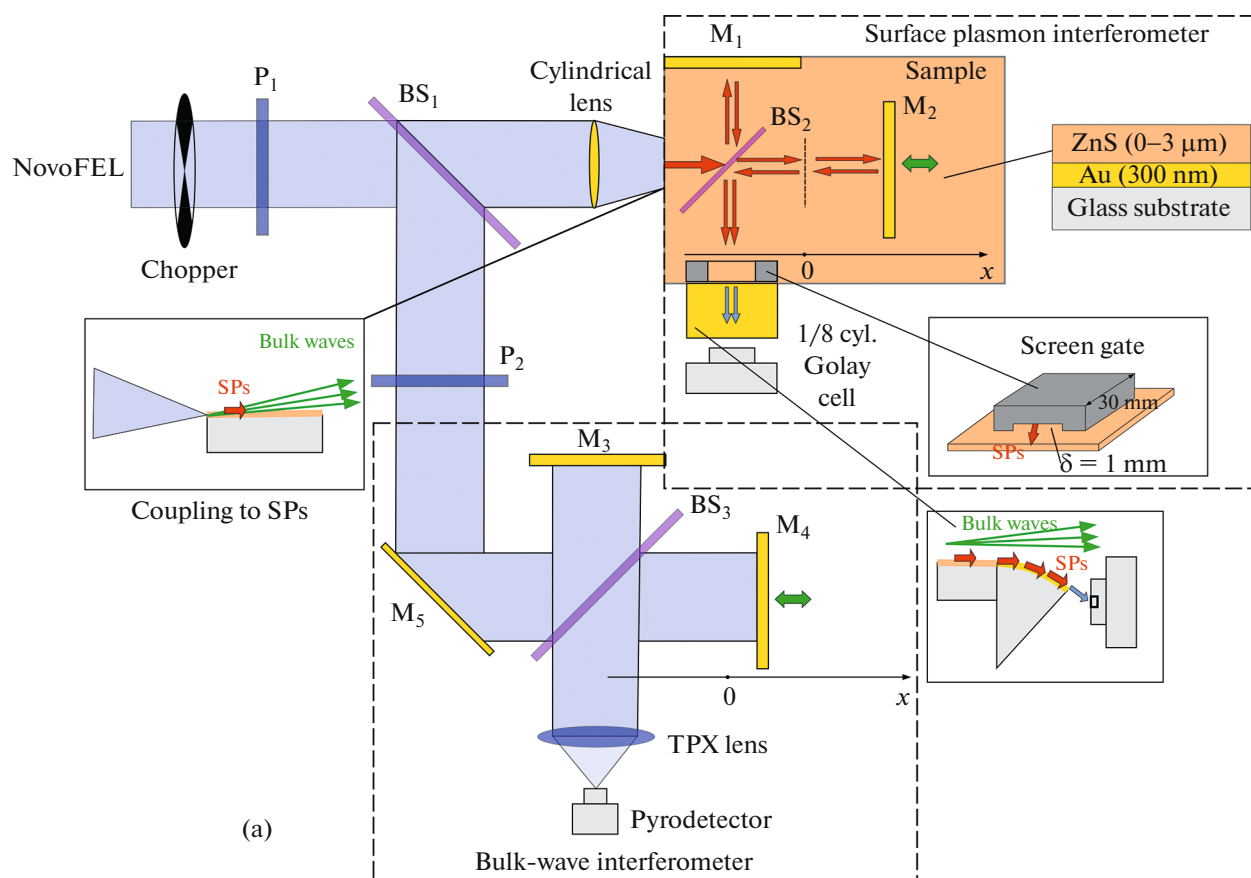 Surface plasmon interferometer
M1
Sample
P1
Cylindrical
lens
BS1
BS2
M2
NovoFEL
ZnS (0–3 μm)
Au (300 nm)
Glass substrate
Chopper
0
x
Bulk waves
SPs
Coupling to SPs
P2
1/8 cyl.
Golay
cell
Screen gate
30 mm
SPs
δ = 1 mm
M3
BS3
M4
M5
Bulk waves
SPs
0
x
TPX lens
Pyrodetector
(a)
Bulk-wave interferometer